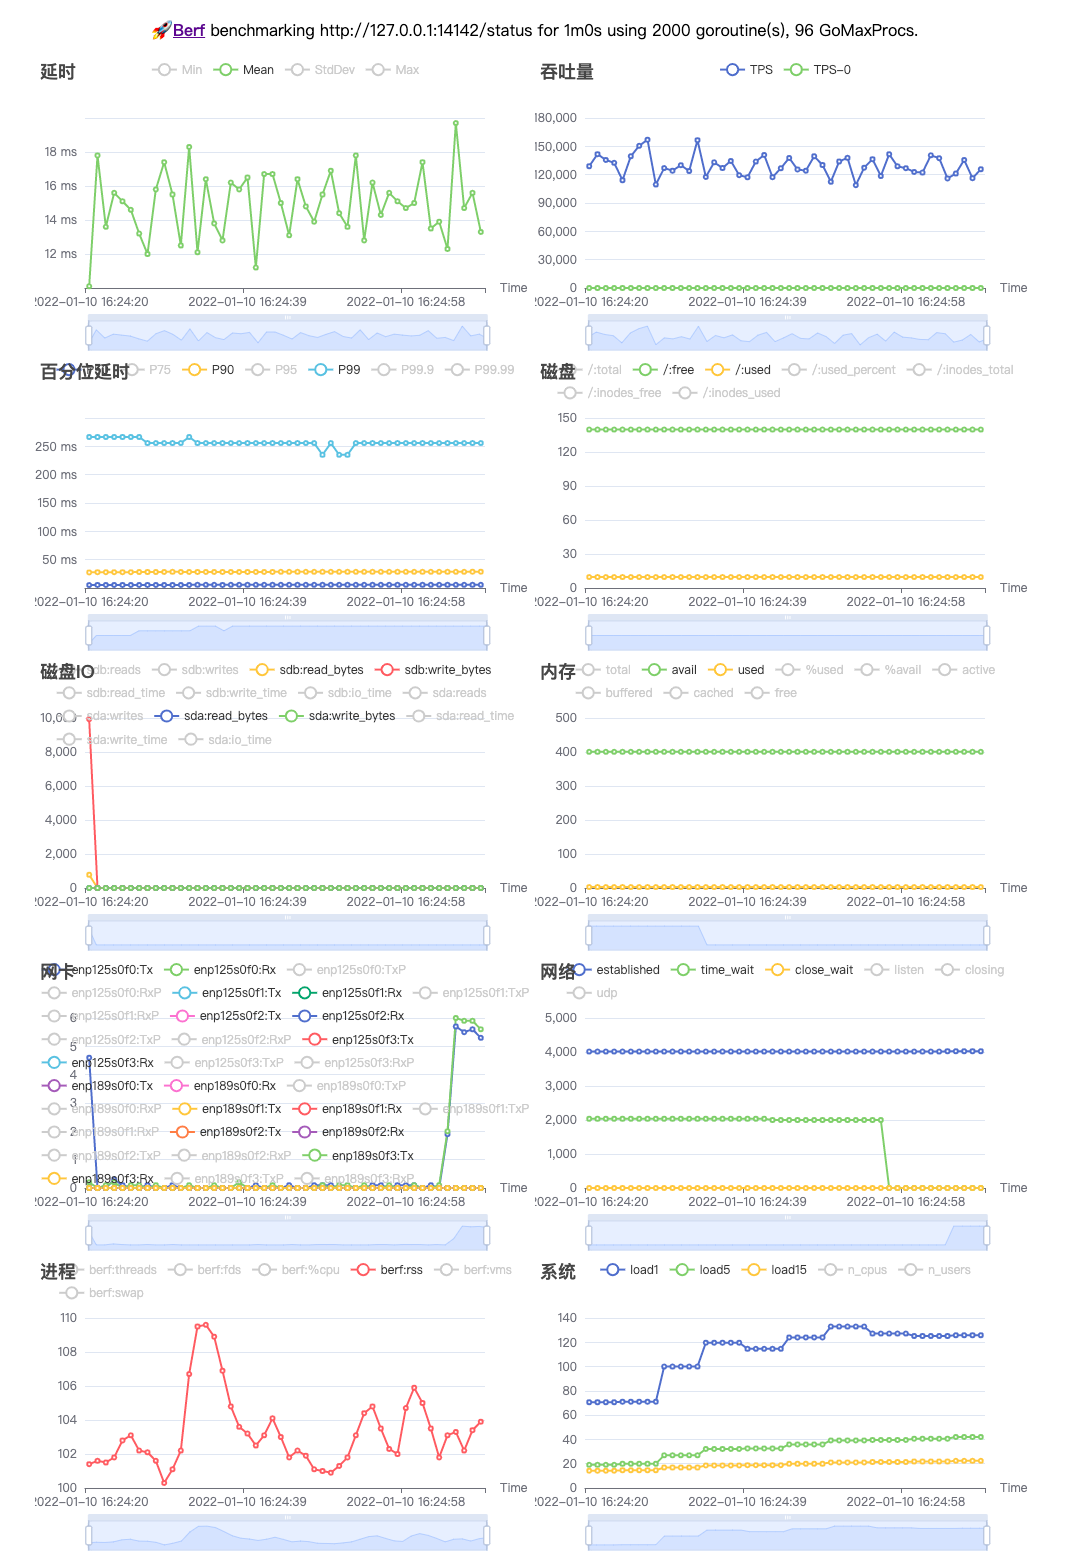 🚀Berf benchmarking http://127.0.0.1:14142/status for 1m0s using 2000 goroutine(s), 96 GoMaxProcs.
延时
Min Mean StdDev Max
18 ms
16 ms
14 ms
12 ms
2022-01-10 16:24:20 2022-01-10 16:24:39 2022-01-10 16:24:58
Time
吞吐量
TPS TPS-0
180,000
150,000
120,000
90,000
60,000
30,000
0
2022-01-10 16:24:20 2022-01-10 16:24:39 2022-01-10 16:24:58
Time
百分位延时
P75 P90 P95 P99 P99.9 P99.99
250 ms
200 ms
150 ms
100 ms
50 ms
2022-01-10 16:24:20 2022-01-10 16:24:39 2022-01-10 16:24:58
Time
磁盘
/:total /:free /:used /:used_percent /:inodes_total
/:inodes_free /:inodes_used
150
120
90
60
30
0
2022-01-10 16:24:20 2022-01-10 16:24:39 2022-01-10 16:24:58
Time
磁盘IO
sdb:reads sdb:writes sdb:read_bytes sdb:write_bytes
sdb:read_time sdb:write_time sdb:io_time sda:reads
sda:writes sda:read_bytes sda:write_bytes sda:read_time
sda:write_time sda:io_time
10,000
8,000
6,000
4,000
2,000
0
2022-01-10 16:24:20 2022-01-10 16:24:39 2022-01-10 16:24:58
Time
内存
total avail used %used %avail active
buffered cached free
500
400
300
200
100
0
2022-01-10 16:24:20 2022-01-10 16:24:39 2022-01-10 16:24:58
Time
网卡
enp125s0f0:Tx enp125s0f0:Rx enp125s0f0:TxP
enp125s0f0:RxP enp125s0f1:Tx enp125s0f1:Rx enp125s0f1:TxP
enp125s0f1:RxP enp125s0f2:Tx enp125s0f2:Rx
enp125s0f2:TxP enp125s0f2:RxP enp125s0f3:Tx
enp125s0f3:Rx enp125s0f3:TxP enp125s0f3:RxP
enp189s0f0:Tx enp189s0f0:Rx enp189s0f0:TxP
enp189s0f0:RxP enp189s0f1:Tx enp189s0f1:Rx enp189s0f1:TxP
enp189s0f1:RxP enp189s0f2:Tx enp189s0f2:Rx
enp189s0f2:TxP enp189s0f2:RxP enp189s0f3:Tx
enp189s0f3:Rx enp189s0f3:TxP enp189s0f3:RxP
6
5
4
3
2
1
0
2022-01-10 16:24:20 2022-01-10 16:24:39 2022-01-10 16:24:58
Time
网络
established time_wait close_wait listen closing
udp
5,000
4,000
3,000
2,000
1,000
0
2022-01-10 16:24:20 2022-01-10 16:24:39 2022-01-10 16:24:58
Time
进程
berf:threads berf:fds berf:%cpu berf:rss berf:vms
berf:swap
110
108
106
104
102
100
2022-01-10 16:24:20 2022-01-10 16:24:39 2022-01-10 16:24:58
Time
系统
load1 load5 load15 n_cpus n_users
140
120
100
80
60
40
20
0
2022-01-10 16:24:20 2022-01-10 16:24:39 2022-01-10 16:24:58
Time